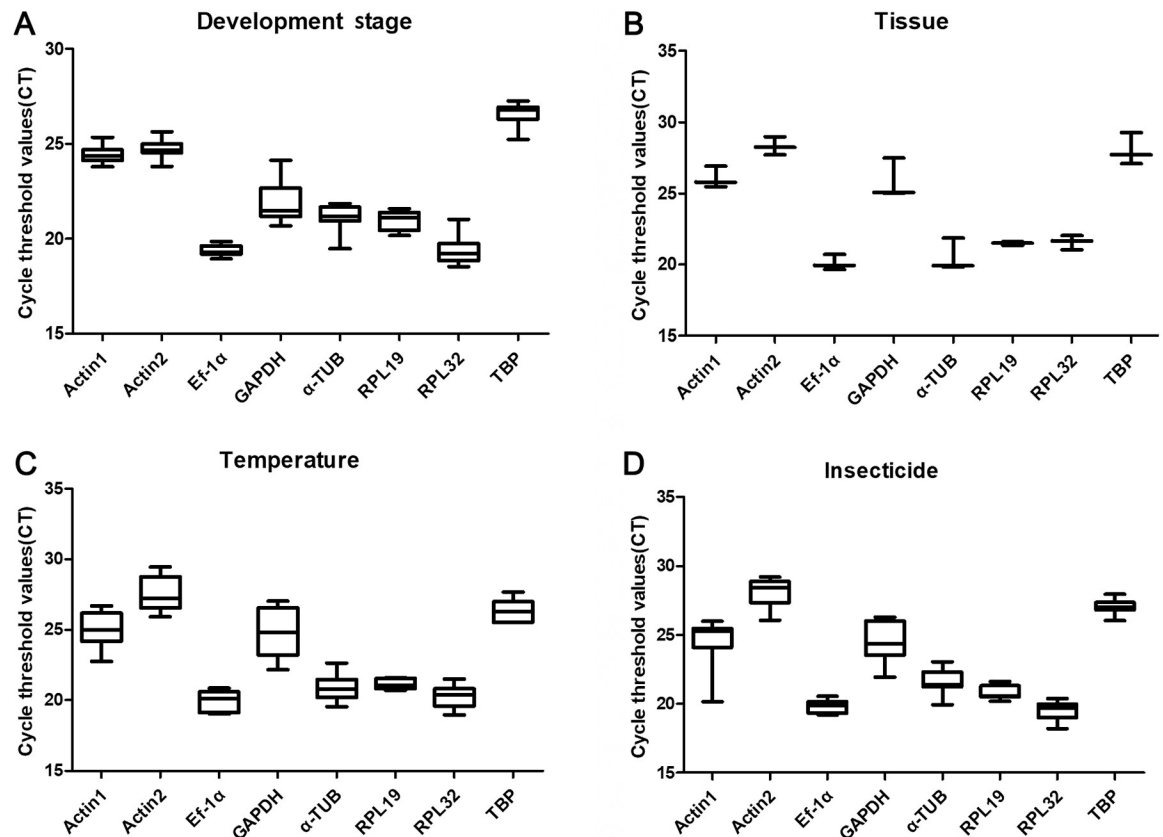 A
Development stage
Cycle threshold values(CT)
30
25
20
15
Actin1
Actin2
Ef-1α
GAPDH
α-TUB
RPL19
RPL32
TBP
B
Tissue
Cycle threshold values(CT)
35
30
25
20
15
Actin1
Actin2
Ef-1α
GAPDH
α-TUB
RPL19
RPL32
TBP
C
Temperature
Cycle threshold values(CT)
35
30
25
20
15
Actin1
Actin2
Ef-1α
GAPDH
α-TUB
RPL19
RPL32
TBP
D
Insecticide
Cycle threshold values(CT)
35
30
25
20
15
Actin1
Actin2
Ef-1α
GAPDH
α-TUB
RPL19
RPL32
TBP